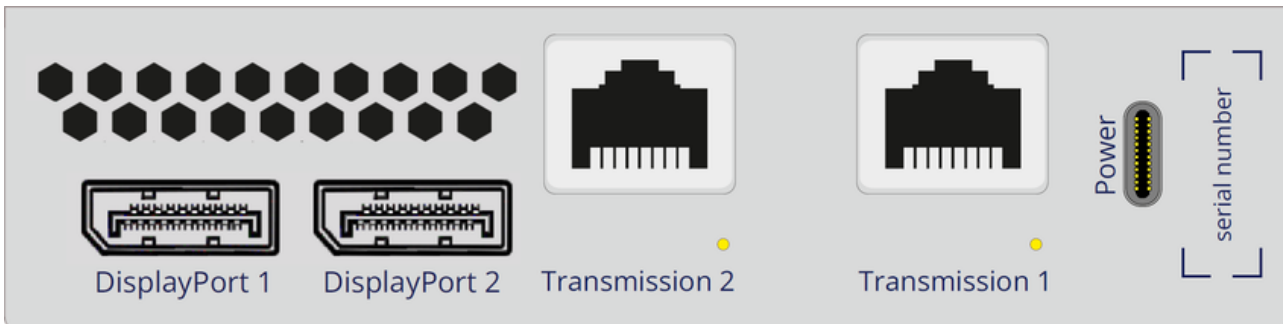 DisplayPort 1
DisplayPort 2
Transmission 2
Transmission 1
Power
serial number